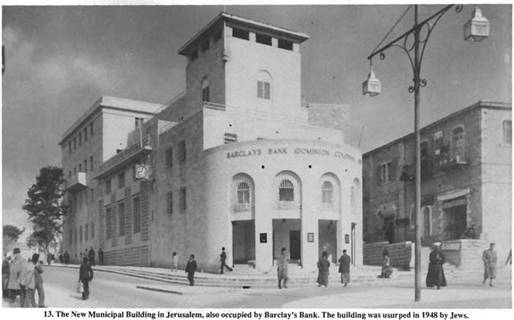 BARCLAYS BANK (DOMINION COLONIAL
13. The New Municipal Building in Jerusalem, also occupied by Barclay's Bank. The building was usurped in 1948 by Jews.